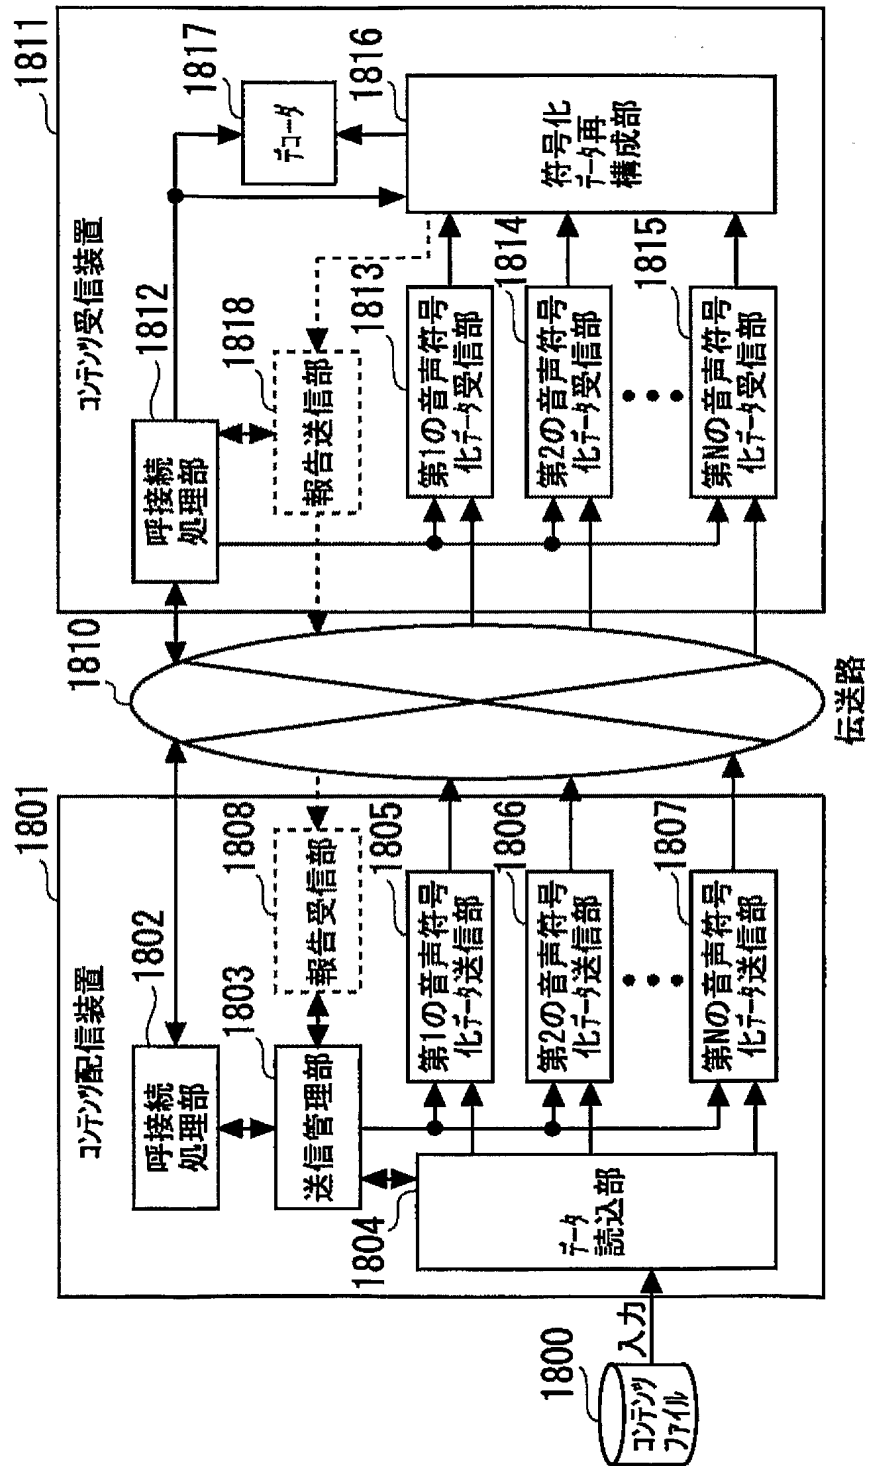 1800
コンテンツ
ファイル
入力
1801
コンテンツ配信装置
1802
呼接続
処理部
1803
送信管理部
1808
報告受信部
1804
データ
読込部
1805
第1の音声符号
化データ送信部
1806
第2の音声符号
化データ送信部
1807
第Nの音声符号
化データ送信部
1810
伝送路
1811
コンテンツ受信装置
1812
呼接続
処理部
1818
報告送信部
1813
第1の音声符号
化データ受信部
1814
第2の音声符号
化データ受信部
1815
第Nの音声符号
化データ受信部
1817
デコーダ
1816
符号化
データ再
構成部